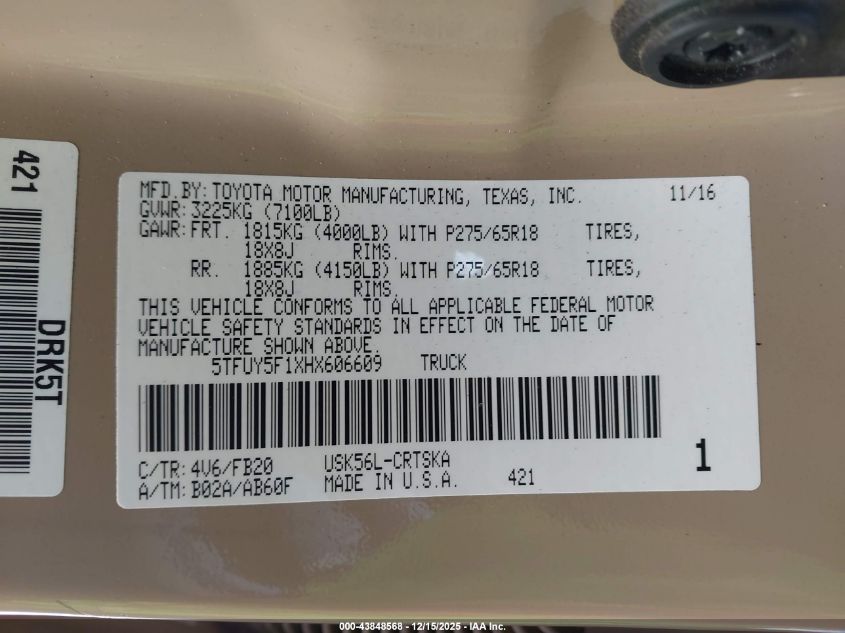 421
DRK5T
MFD.BY: TOYOTA MOTOR MANUFACTURING, TEXAS, INC. 11/16
GVWR: 3225KG (7100LB)
GAWR: FRT. 1815KG (4000LB) WITH P275/65R18 TIRES,
18X8J RIMS.
RR. 1885KG (4150LB) WITH P275/65R18 TIRES,
18X8J RIMS.
THIS VEHICLE CONFORMS TO ALL APPLICABLE FEDERAL MOTOR
VEHICLE SAFETY STANDARDS IN EFFECT ON THE DATE OF
MANUFACTURE SHOWN ABOVE.
5TFUY5F1XHX606609 TRUCK
C/TR: 4V6/FB20 USK56L-CRTSKA 1
A/TM: B02A/AB60F MADE IN U.S.A. 421
000-43848568 - 12/15/2025 - IAA Inc.